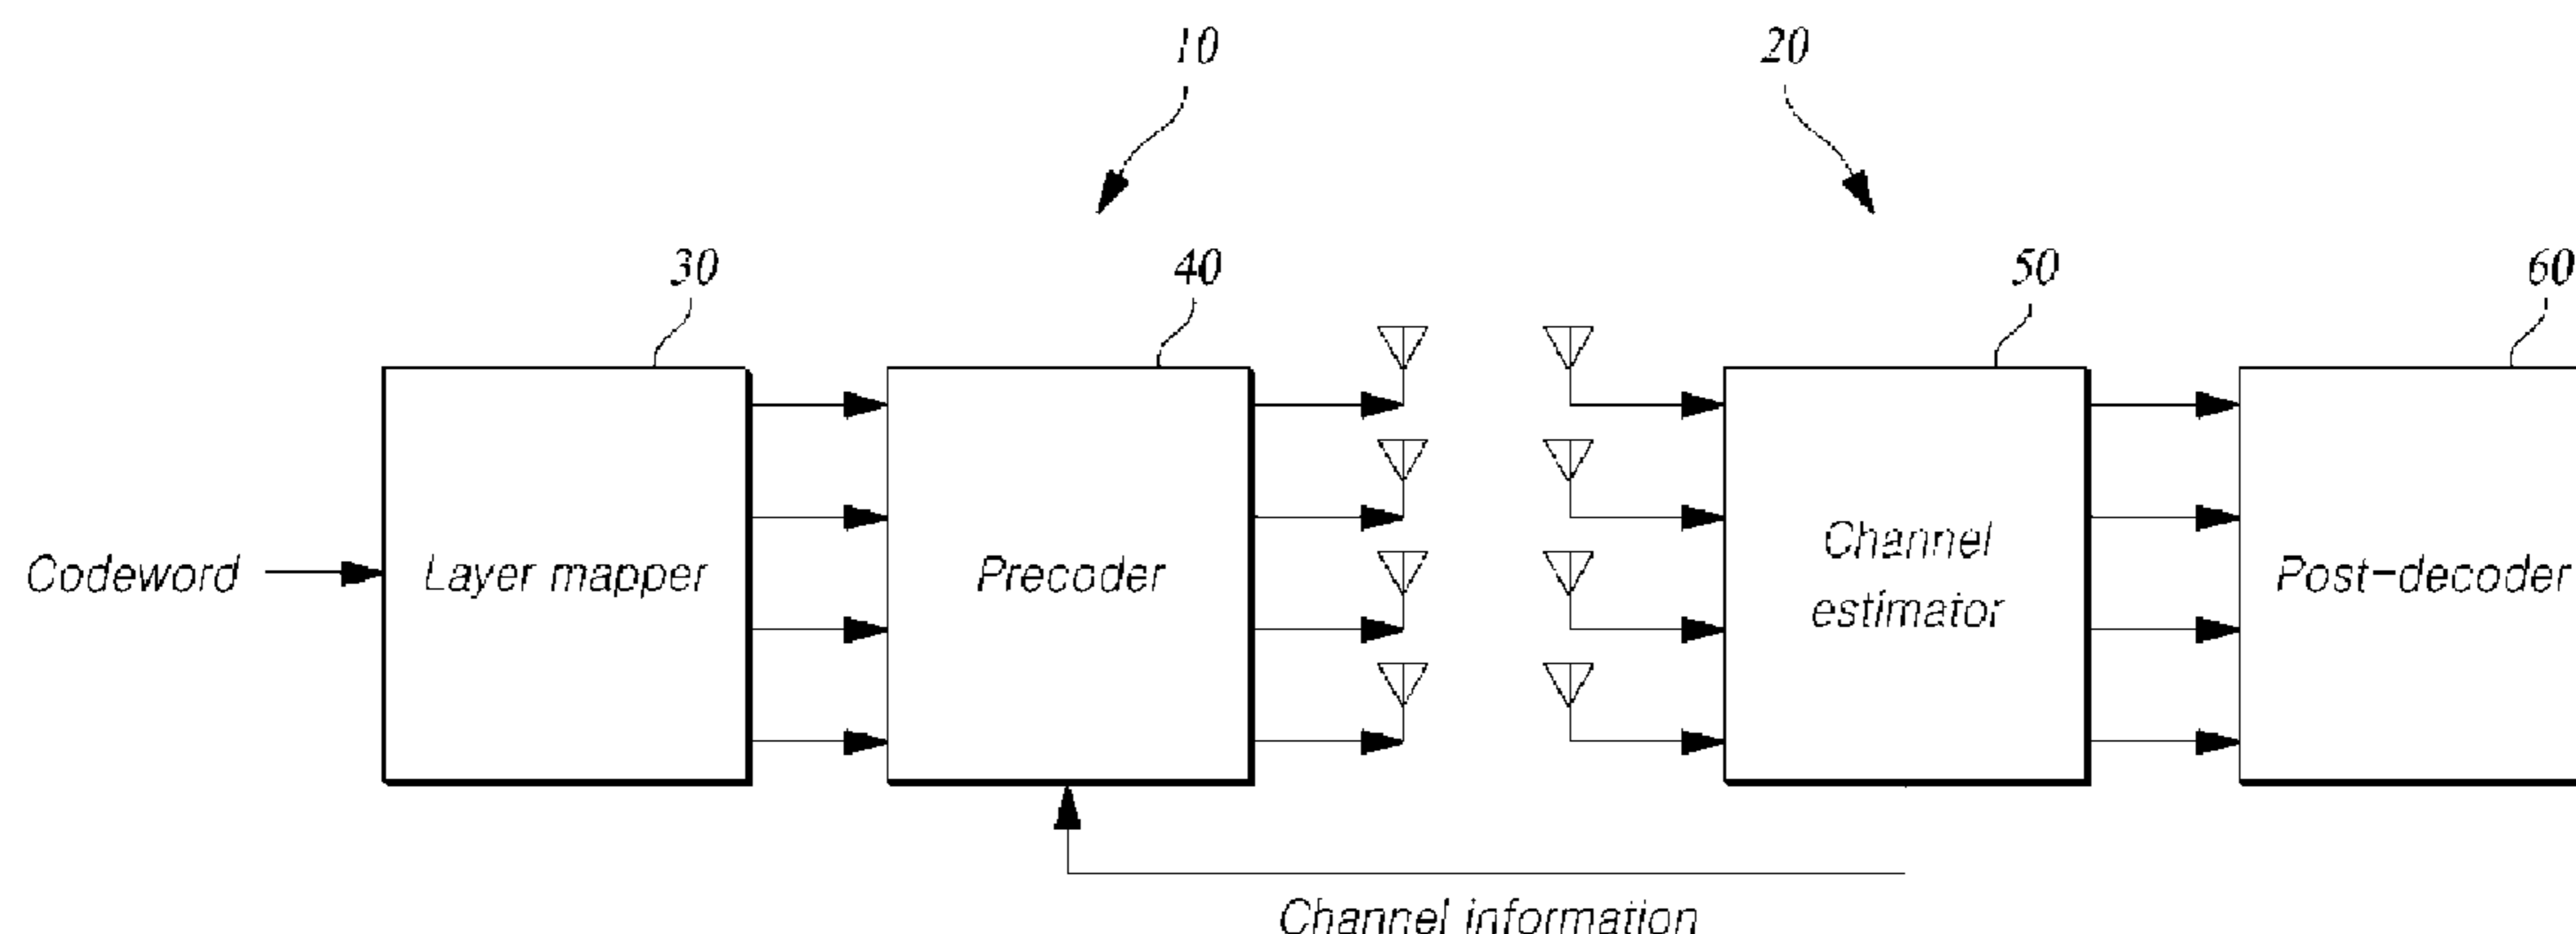 10
20
30
40
50
60
Codeword
Layer mapper
Precoder
Channel
estimator
Post-decoder
Channel information